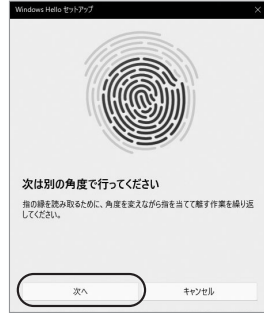 Windows Hello セットアップ
次は別の角度で行ってください
指の縁を読み取るために、角度を変えながら指を当てて離す作業を繰り返
してください。
次へ
キャンセル